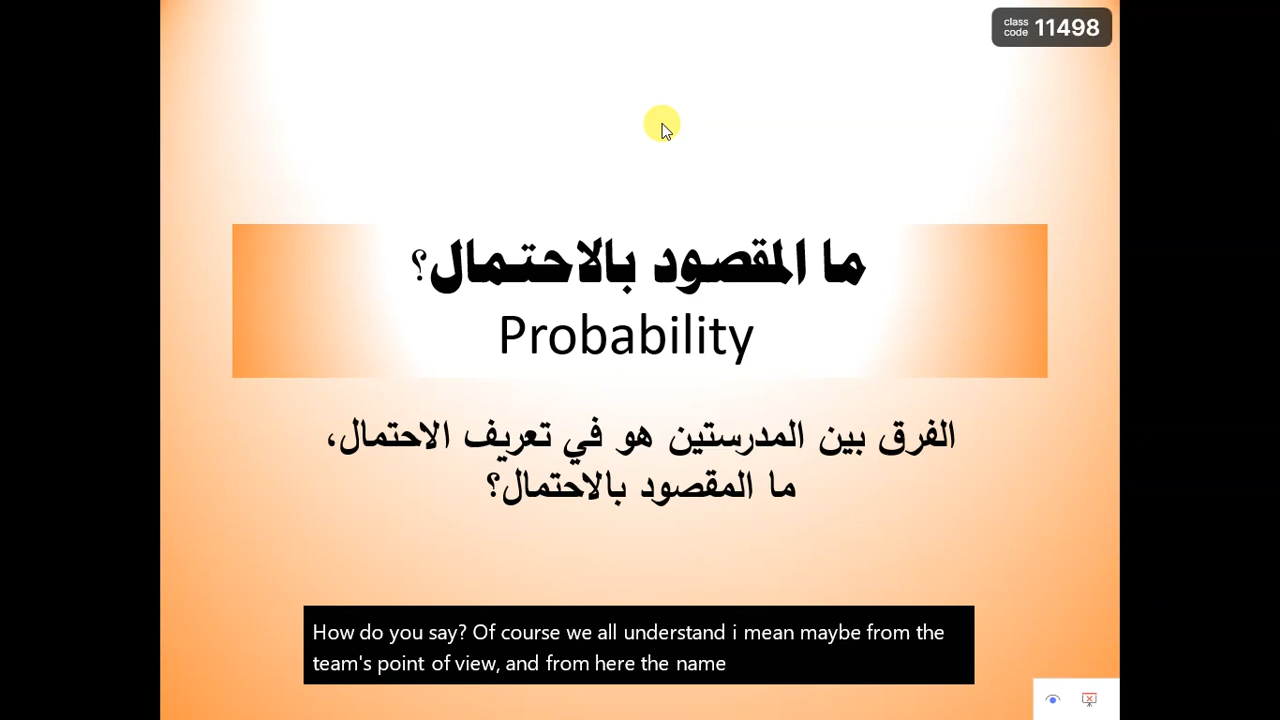 class
code 11498
ما المقصود بالاحتمال؟
Probability
الفرق بين المدرستين هو في تعريف الاحتمال،
ما المقصود بالاحتمال؟
How do you say? Of course we all understand i mean maybe from the
team's point of view, and from here the name